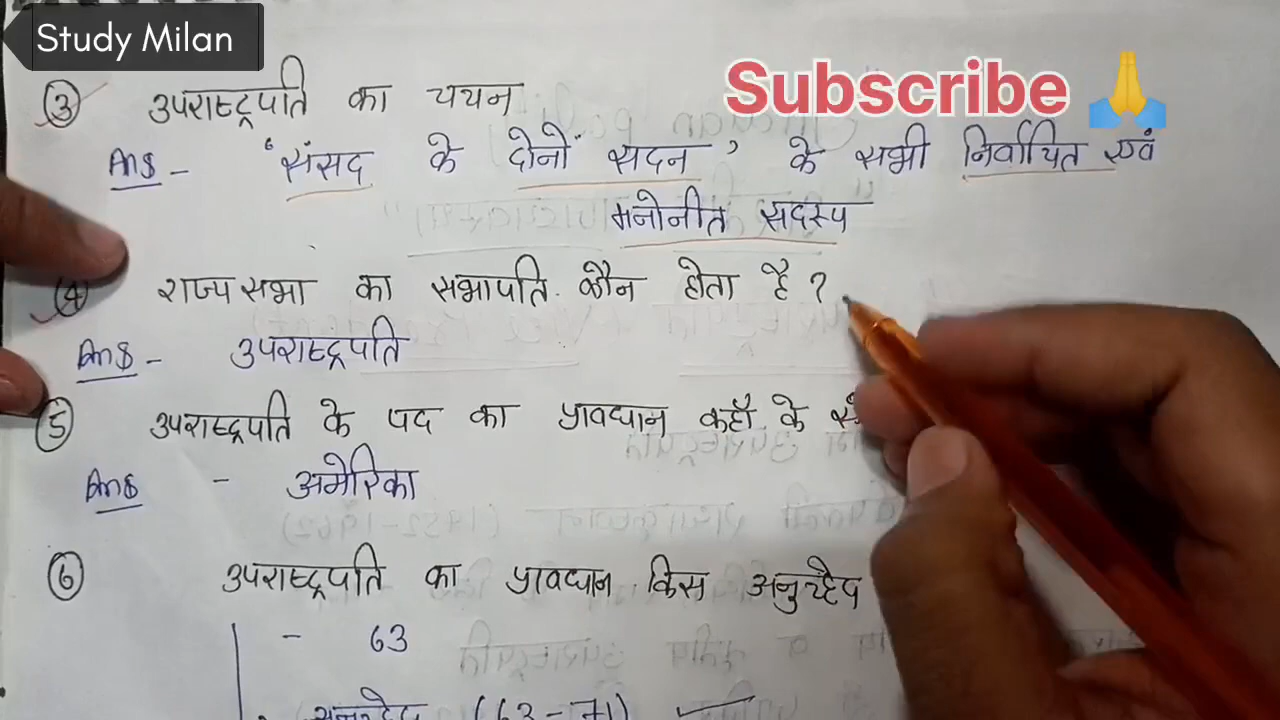 Study Milan
Subscribe 🙏
③ उपराष्ट्रपति का चयन
Ans - ‘संसद के दोनों सदन’ के सभी निर्वाचित एवं
मनोनीत सदस्य
④ राज्यसभा का सभापति कौन होता है ?
Ans - उपराष्ट्रपति
⑤ उपराष्ट्रपति के पद का प्रावधान कहाँ के
Ans - अमेरिका
⑥ उपराष्ट्रपति का प्रावधान किस अनुच्छेद
- 63
अनुच्छेद (63-71)